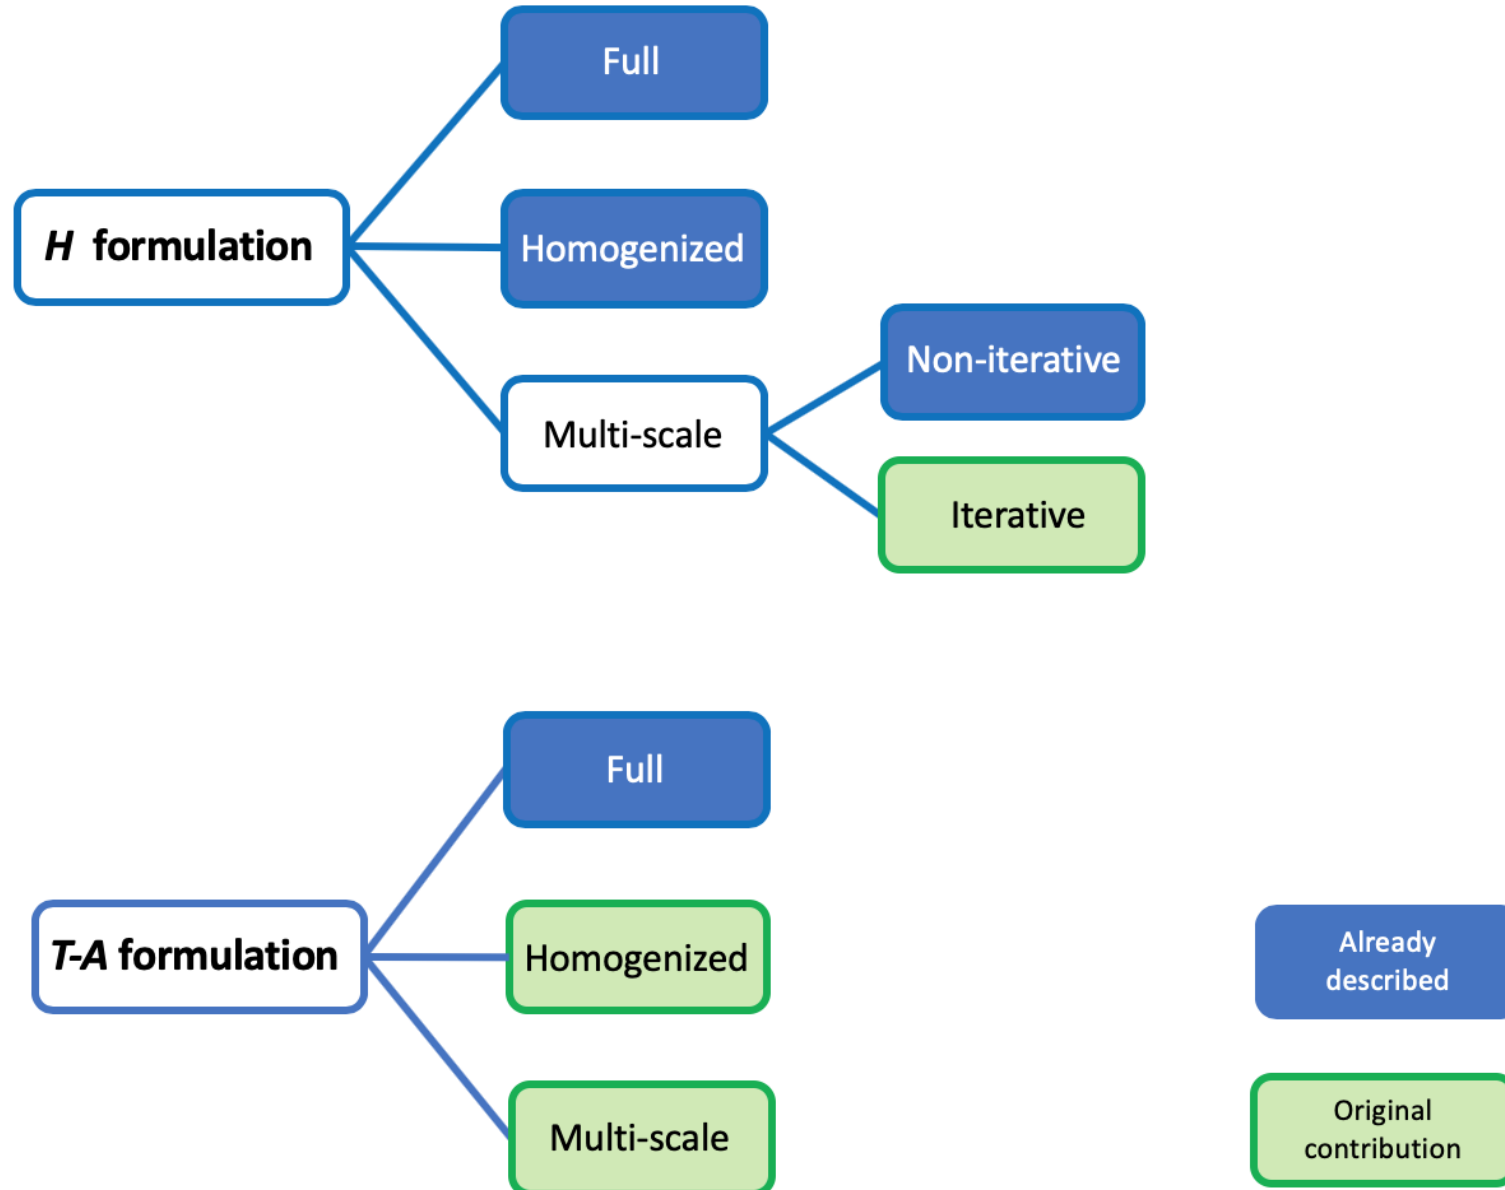 Full
H formulation
Homogenized
Non-iterative
Multi-scale
Iterative
Full
T-A formulation
Homogenized
Already
described
Multi-scale
Original
contribution